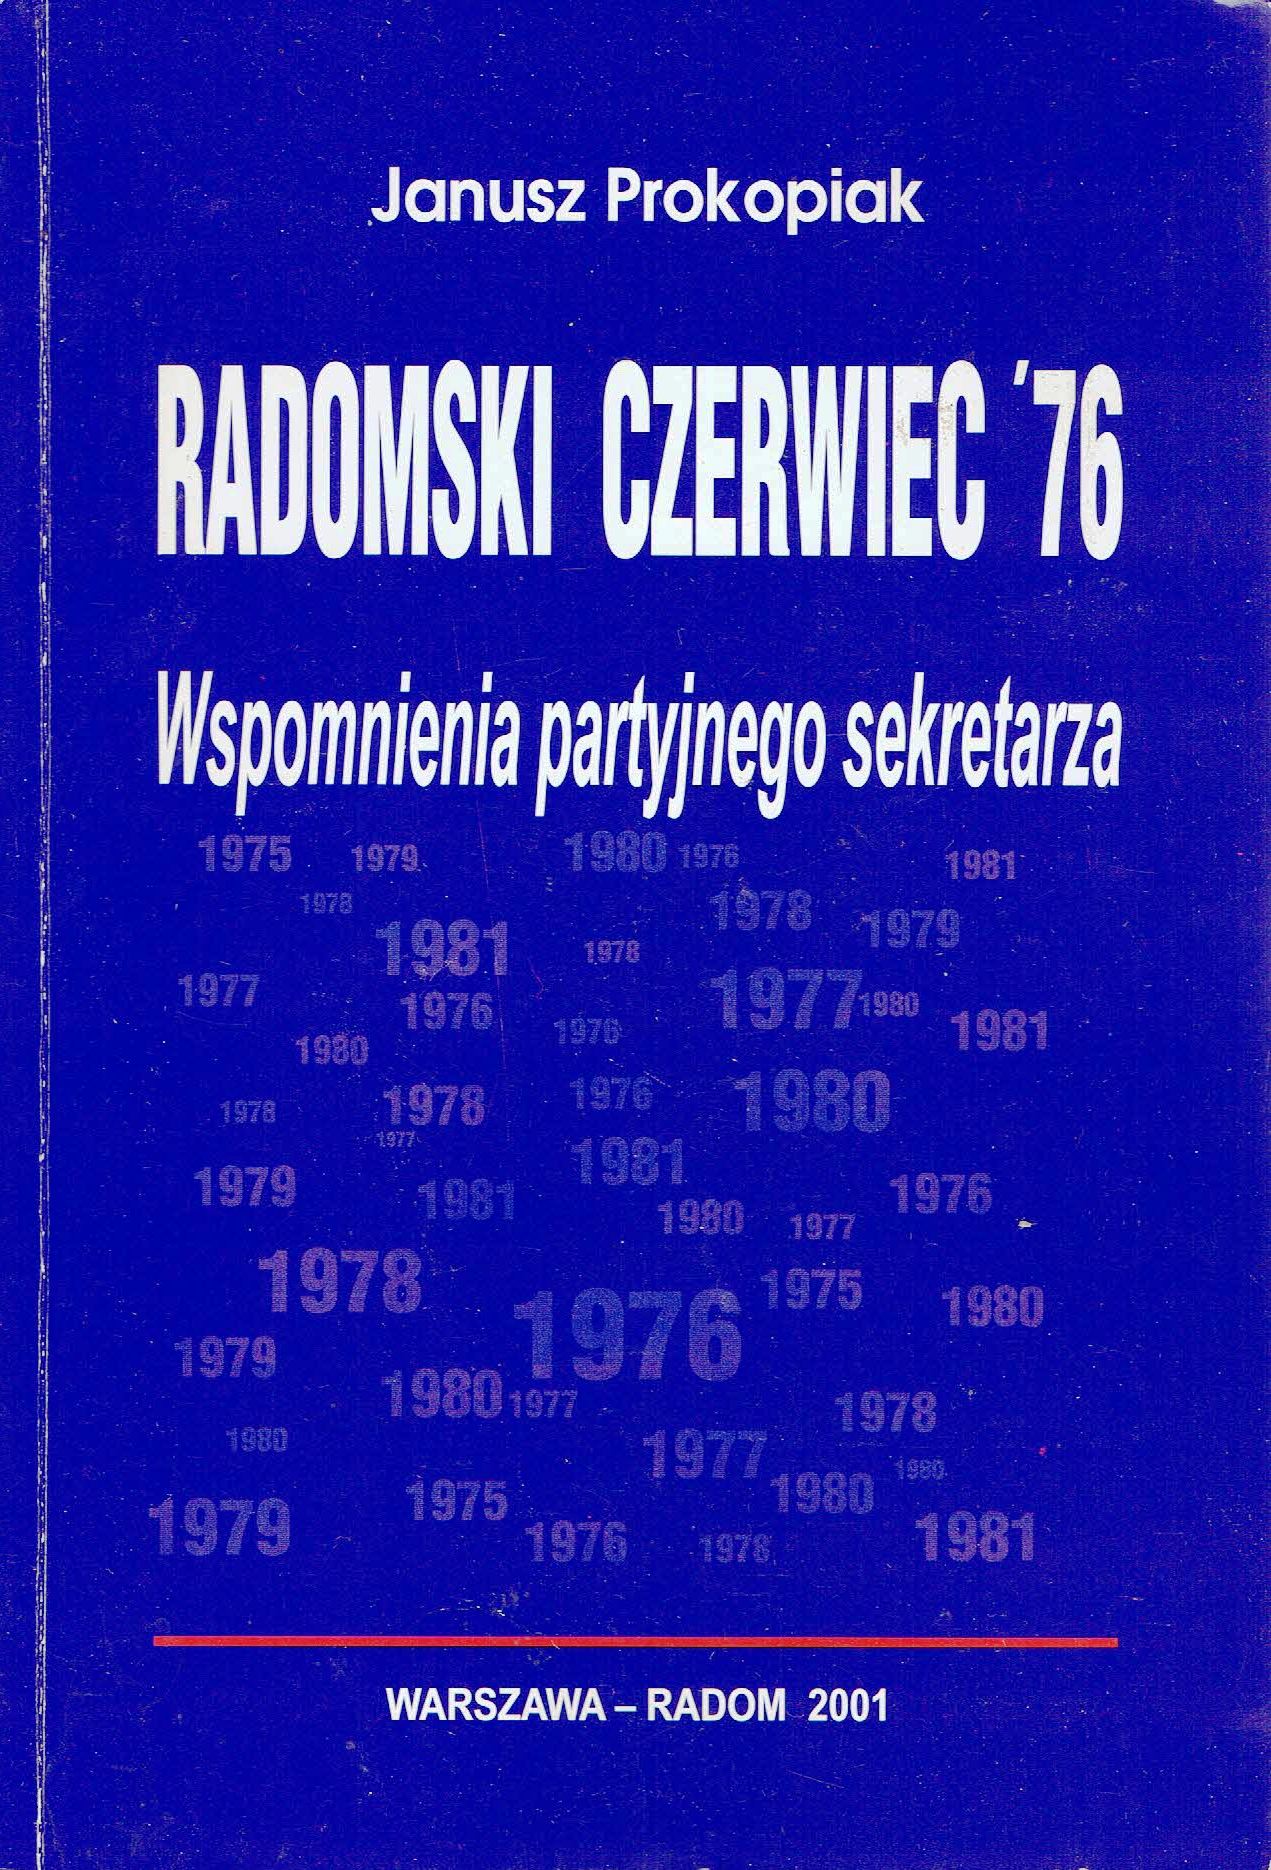 Janusz Prokopiak
RADOMSKI CZERWIEC '76
Wspomnienia partyjnego sekretarza
1975 1979 1980 1976 1981
1978 1978 1979
1981 1978
1977 1976 1977 1980 1981
1980 1976
1978 1978 1976 1980
1977
1979 1981 1981 1976
1980 1977
1978 1976 1975 1980
1979
1980 1977 1978
1980 1977 1980
1979 1975 1980 1981
1976 1978
WARSZAWA – RADOM 2001